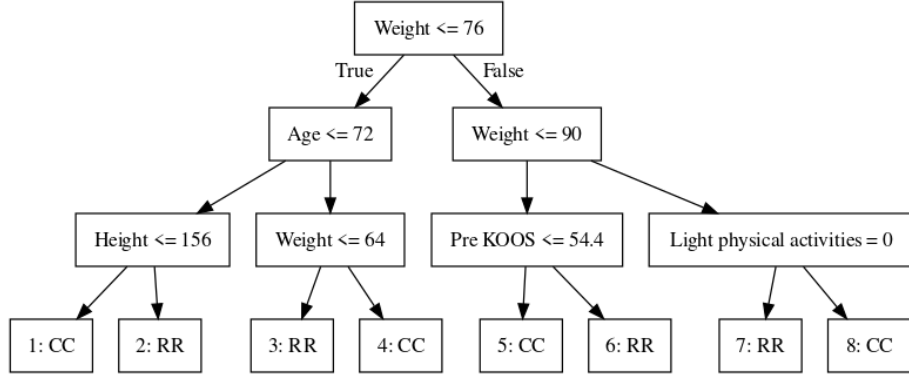 Weight <= 76
True
False
Age <= 72
Weight <= 90
Height <= 156
Weight <= 64
Pre KOOS <= 54.4
Light physical activities = 0
1: CC
2: RR
3: RR
4: CC
5: CC
6: RR
7: RR
8: CC